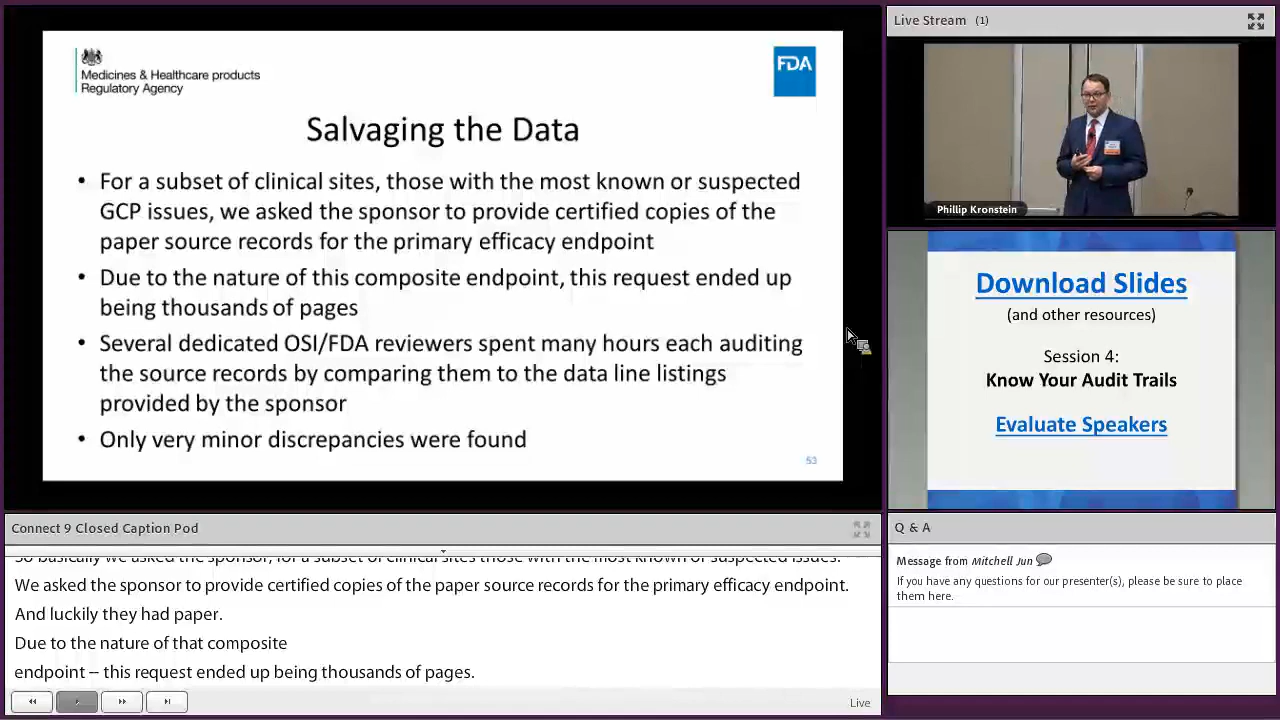 Medicines & Healthcare products
Regulatory Agency
FDA
Salvaging the Data
• For a subset of clinical sites, those with the most known or suspected
GCP issues, we asked the sponsor to provide certified copies of the
paper source records for the primary efficacy endpoint
• Due to the nature of this composite endpoint, this request ended up
being thousands of pages
• Several dedicated OSI/FDA reviewers spent many hours each auditing
the source records by comparing them to the data line listings
provided by the sponsor
• Only very minor discrepancies were found
53
Live Stream (1)
Phillip Kronstein
Download Slides
(and other resources)
Session 4:
Know Your Audit Trails
Evaluate Speakers
Connect 9 Closed Caption Pod
So basically we asked the sponsor, for a subset of clinical sites those with the most known or suspected issues.
We asked the sponsor to provide certified copies of the paper source records for the primary efficacy endpoint.
And luckily they had paper.
Due to the nature of that composite
endpoint -- this request ended up being thousands of pages.
Live
Q & A
Message from Mitchell Jun
If you have any questions for our presenter(s), please be sure to place
them here.